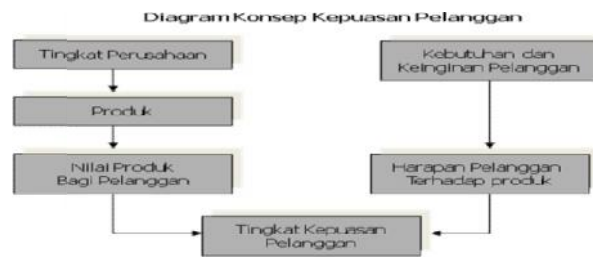 Diagram Konsep Kepuasan Pelanggan
Tingkat Perusahaan
Kebutuhan dan
Keinginan Pelanggan
Produk
Nilai Produk
Bagi Pelanggan
Harapan Pelanggan
Terhadap produk
Tingkat Kepuasan
Pelanggan